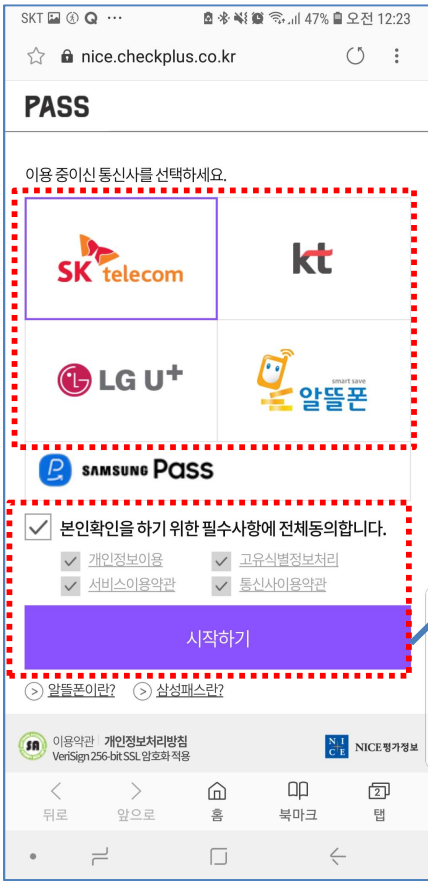 SKT 47% 오전 12:23
nice.checkplus.co.kr
PASS
이용 중이신 통신사를 선택하세요.
SK telecom
kt
LG U+
smart save
알뜰폰
SAMSUNG Pass
본인확인을 하기 위한 필수사항에 전체동의합니다.
개인정보이용 고유식별정보처리
서비스이용약관 통신사이용약관
시작하기
알뜰폰이란? 삼성패스란?
이용약관 개인정보처리방침
VeriSign 256-bit SSL 암호화 적용
NICE NICE평가정보
SA
2
뒤로 앞으로 홈 북마크 탭